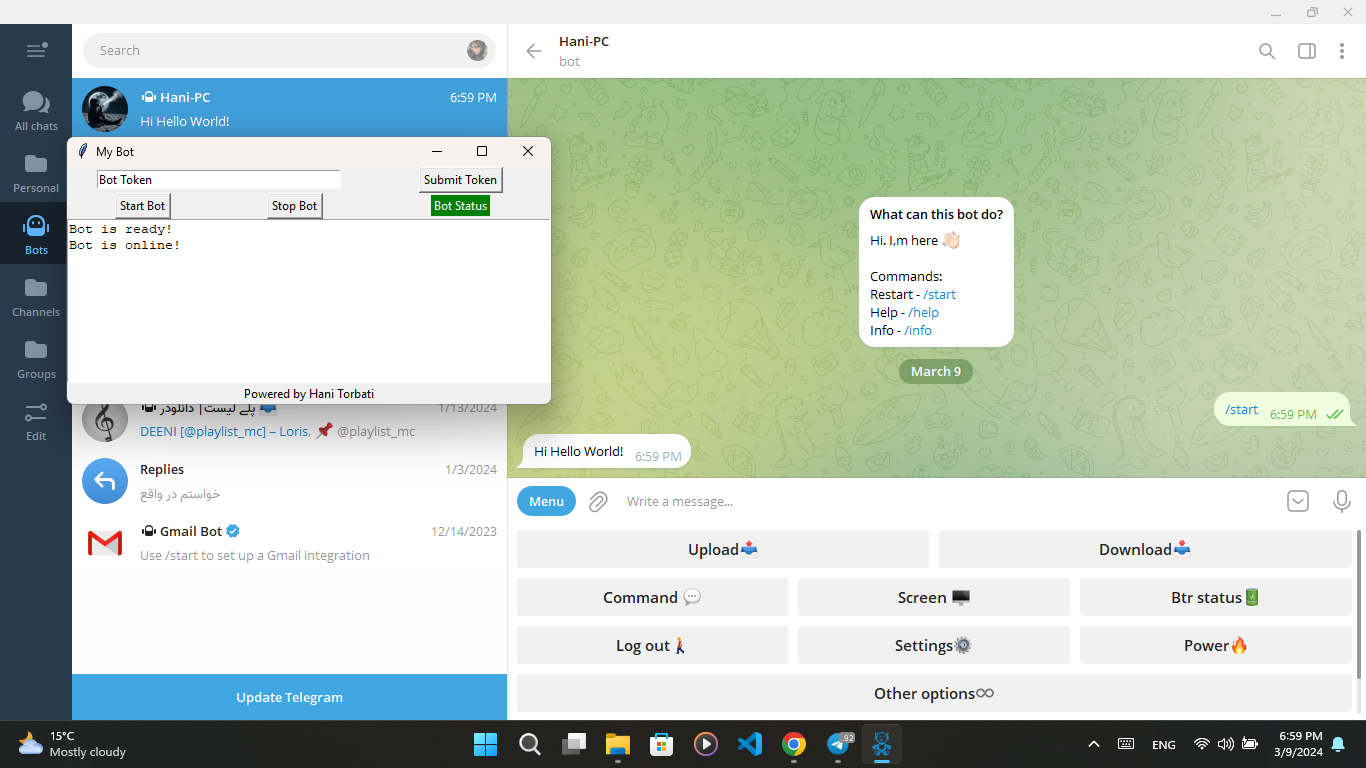 Search
Hani-PC
bot
All chats
Personal
Bots
Channels
Groups
Edit
Hani-PC
6:59 PM
Hi Hello World!
My Bot
Bot Token
Submit Token
Start Bot
Stop Bot
Bot Status
Bot is ready!
Bot is online!
Powered by Hani Torbati
پلے لیست| دانلودر
1/13/2024
DEENI [@playlist_mc] – Loris, 📌 @playlist_mc
Replies
1/3/2024
خواستم در واقع
Gmail Bot
12/14/2023
Use /start to set up a Gmail integration
Update Telegram
What can this bot do?
Hi. I,m here 👋🏻
Commands:
Restart - /start
Help - /help
Info - /info
March 9
/start 6:59 PM
Hi Hello World! 6:59 PM
Menu
Write a message...
Upload📤
Download📥
Command 💬
Screen 🖥️
Btr status🔋
Log out🚶
Settings⚙️
Power🔥
Other options♾️
15°C
Mostly cloudy
92
ENG
6:59 PM
3/9/2024